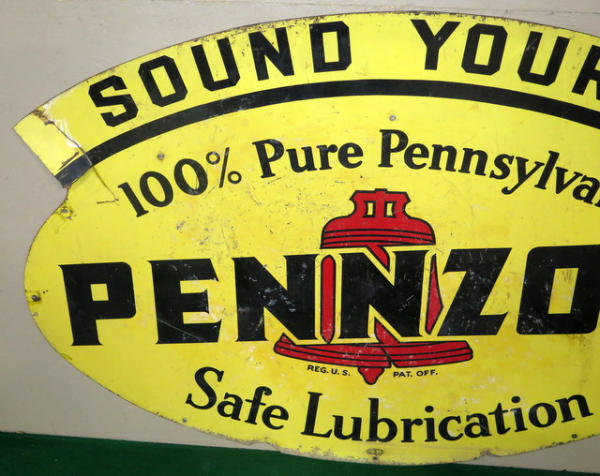 SOUND YOUR
100% Pure Pennsylva
PENNZO
REG. U.S. PAT. OFF.
Safe Lubrication